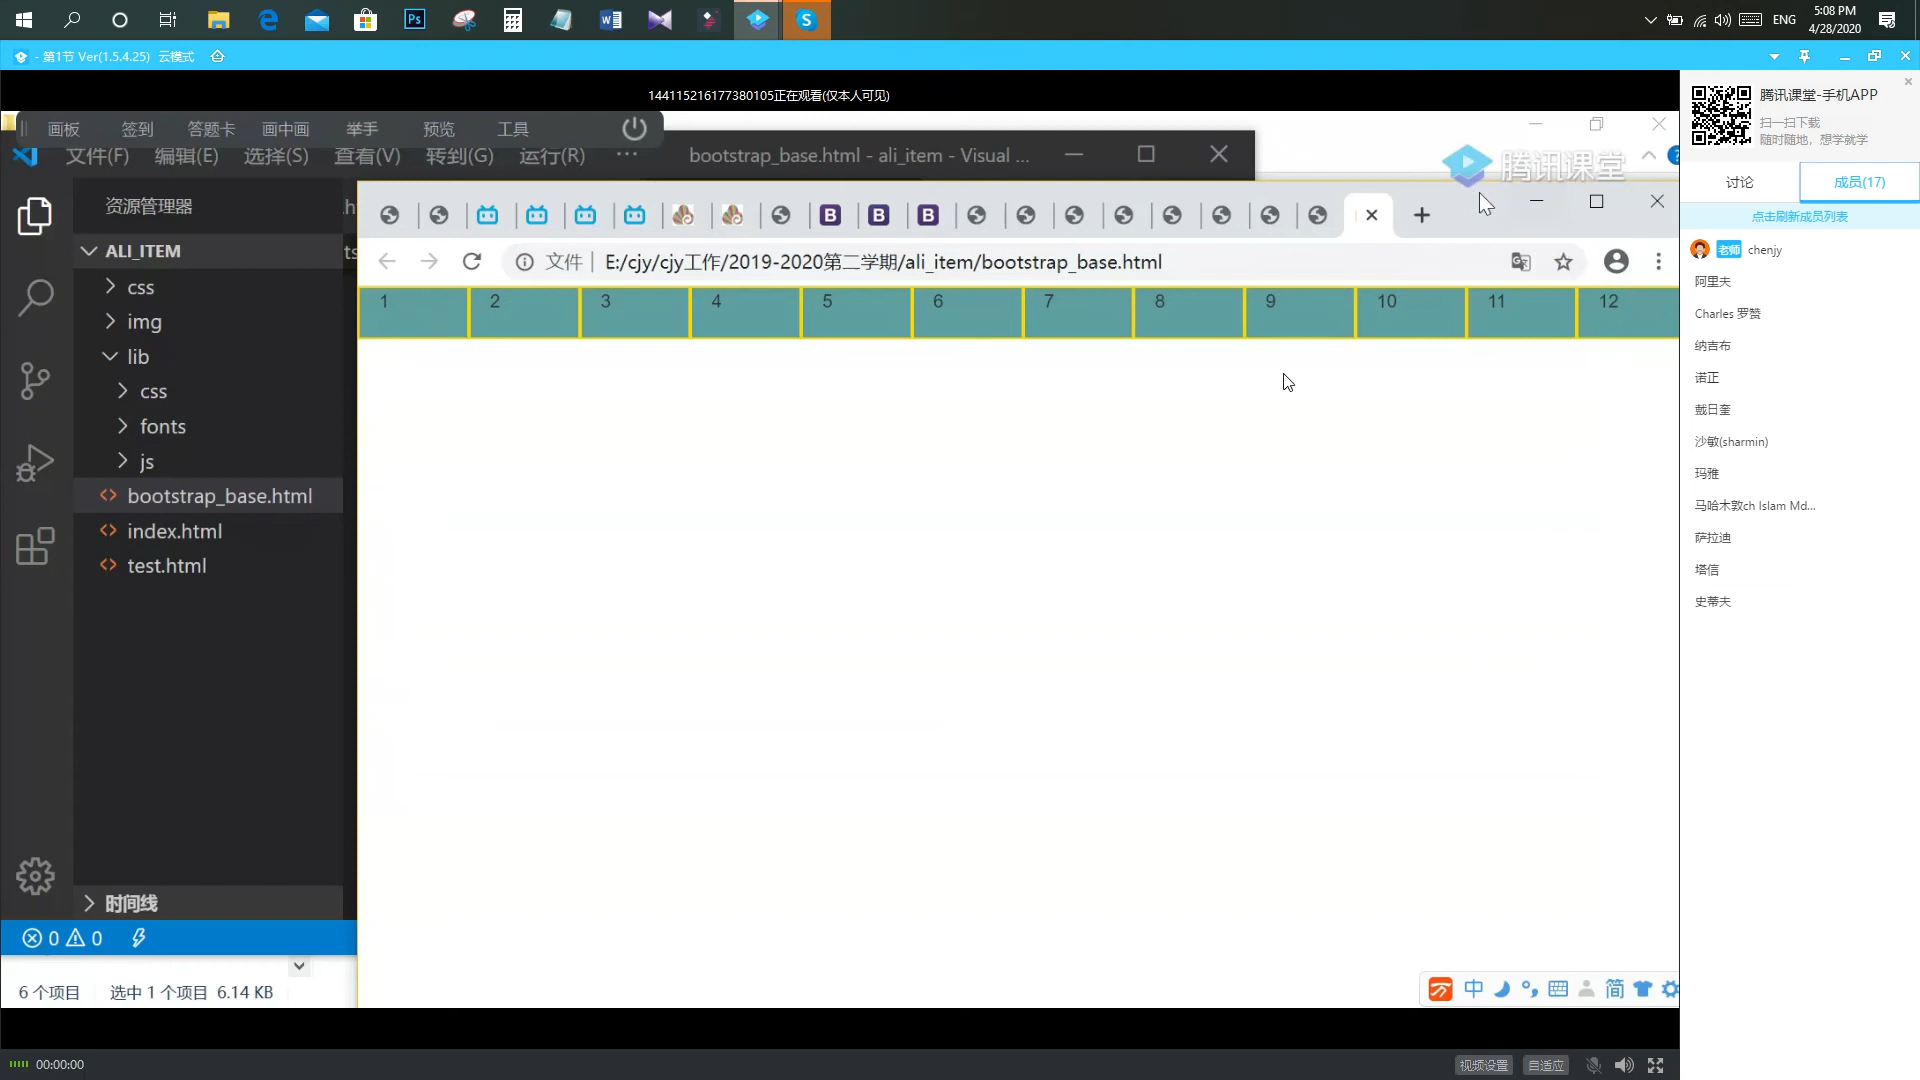 5:08 PM
ENG
4/28/2020
- 第1节 Ver(1.5.4.25) 云模式
144115216177380105正在观看(仅本人可见)
画板 签到 答题卡 画中画 举手 预览 工具
文件(F) 编辑(E) 选择(S) 查看(V) 转到(G) 运行(R) ··· bootstrap_base.html - ali_item - Visual ...
腾讯课堂
资源管理器
ALI_ITEM
css
img
lib
css
fonts
js
bootstrap_base.html
index.html
test.html
时间线
0 0
6 个项目 选中 1 个项目 6.14 KB
文件 E:/cjy/cjy工作/2019-2020第二学期/ali_item/bootstrap_base.html
1 2 3 4 5 6 7 8 9 10 11 12
中 简
腾讯课堂-手机APP
扫一扫下载
随时随地，想学就学
讨论 成员(17)
点击刷新成员列表
老师 chenjy
阿里夫
Charles 罗赞
纳吉布
诺正
戴日奎
沙敏(sharmin)
玛雅
马哈木敦ch Islam Md...
萨拉迪
塔信
史蒂夫
00:00:00
视频设置 自适应